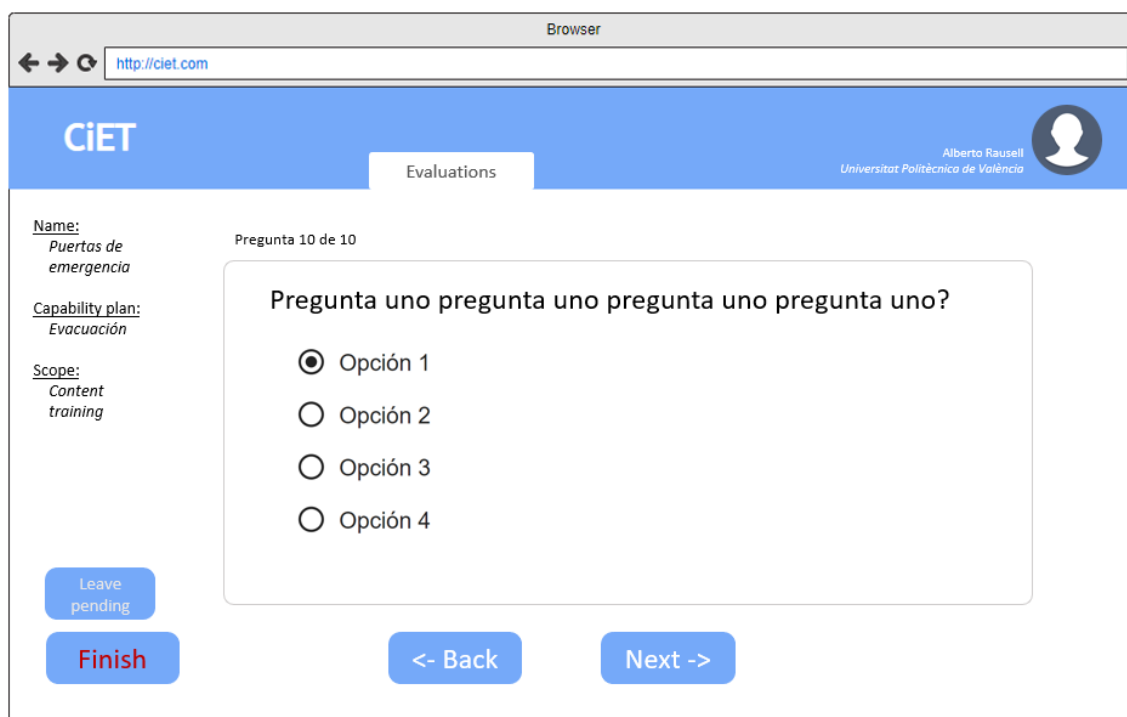 Browser
http://ciet.com
CiET
Evaluations
Alberto Rausell
Universitat Politècnica de València
Name:
Puertas de
emergencia
Capability plan:
Evacuación
Scope:
Content
training
Pregunta 10 de 10
Pregunta uno pregunta uno pregunta uno pregunta uno?
Opción 1
Opción 2
Opción 3
Opción 4
Leave
pending
Finish
<- Back
Next ->